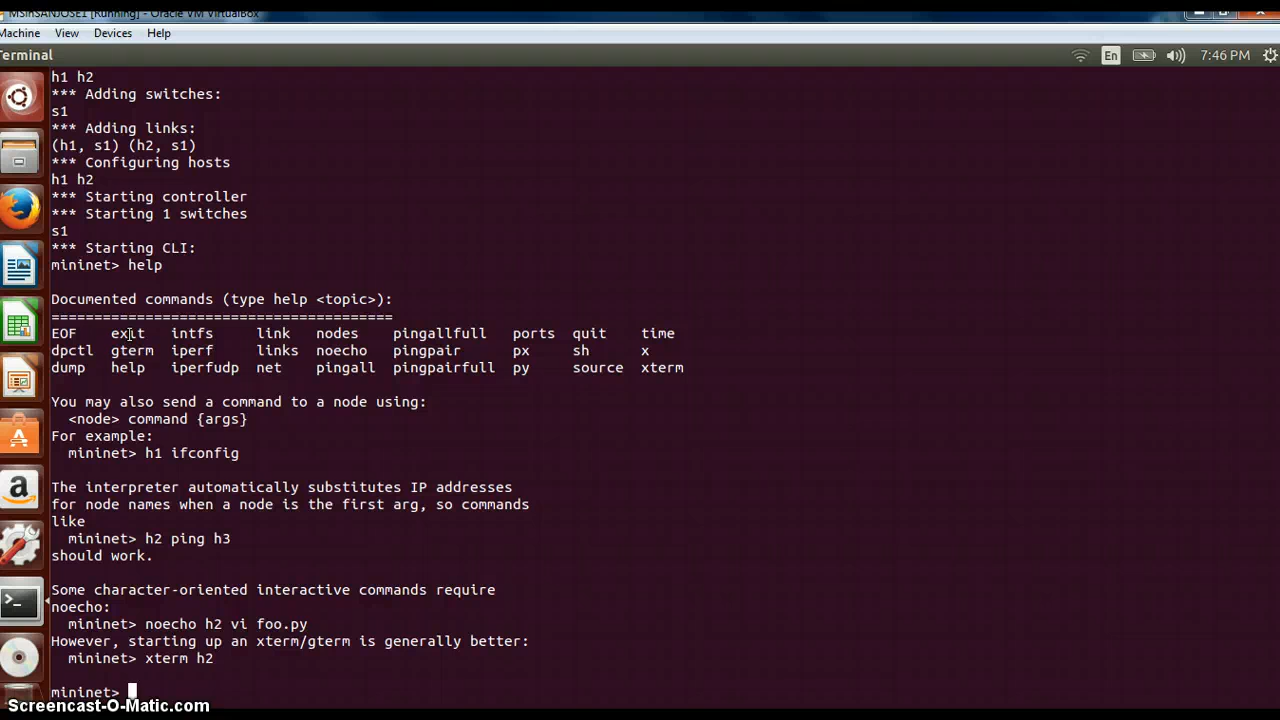 MSinSANJOSE1 [Running] - Oracle VM VirtualBox
Machine View Devices Help
Terminal
En
7:46 PM
h1 h2
*** Adding switches:
s1
*** Adding links:
(h1, s1) (h2, s1)
*** Configuring hosts
h1 h2
*** Starting controller
*** Starting 1 switches
s1
*** Starting CLI:
mininet> help
Documented commands (type help <topic>):
========================================
EOF exit intfs link nodes pingallfull ports quit time
dpctl gterm iperf links noecho pingpair px sh x
dump help iperfudp net pingall pingpairfull py source xterm
You may also send a command to a node using:
<node> command {args}
For example:
mininet> h1 ifconfig
The interpreter automatically substitutes IP addresses
for node names when a node is the first arg, so commands
like
mininet> h2 ping h3
should work.
Some character-oriented interactive commands require
noecho:
mininet> noecho h2 vi foo.py
However, starting up an xterm/gterm is generally better:
mininet> xterm h2
mininet>
Screencast-O-Matic.com